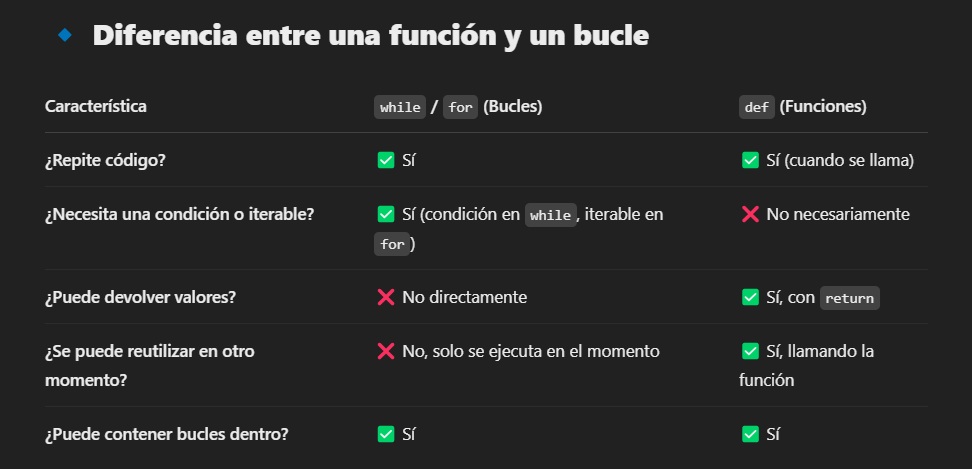 🔹 Diferencia entre una función y un bucle
Característica while / for (Bucles) def (Funciones)
¿Repite código? ✅ Sí ✅ Sí (cuando se llama)
¿Necesita una condición o iterable? ✅ Sí (condición en while, iterable en ❌ No necesariamente
for)
¿Puede devolver valores? ❌ No directamente ✅ Sí, con return
¿Se puede reutilizar en otro ❌ No, solo se ejecuta en el momento ✅ Sí, llamando la
momento? función
¿Puede contener bucles dentro? ✅ Sí ✅ Sí